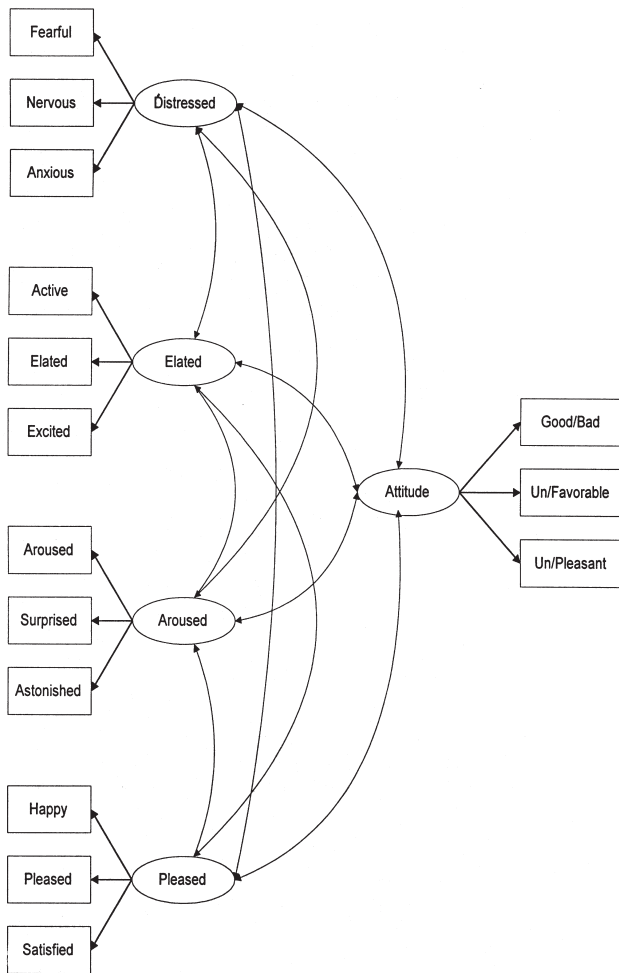 Fearful
Nervous
Distressed
Anxious
Active
Elated
Elated
Excited
Good/Bad
Attitude
Un/Favorable
Un/Pleasant
Aroused
Surprised
Aroused
Astonished
Happy
Pleased
Pleased
Satisfied